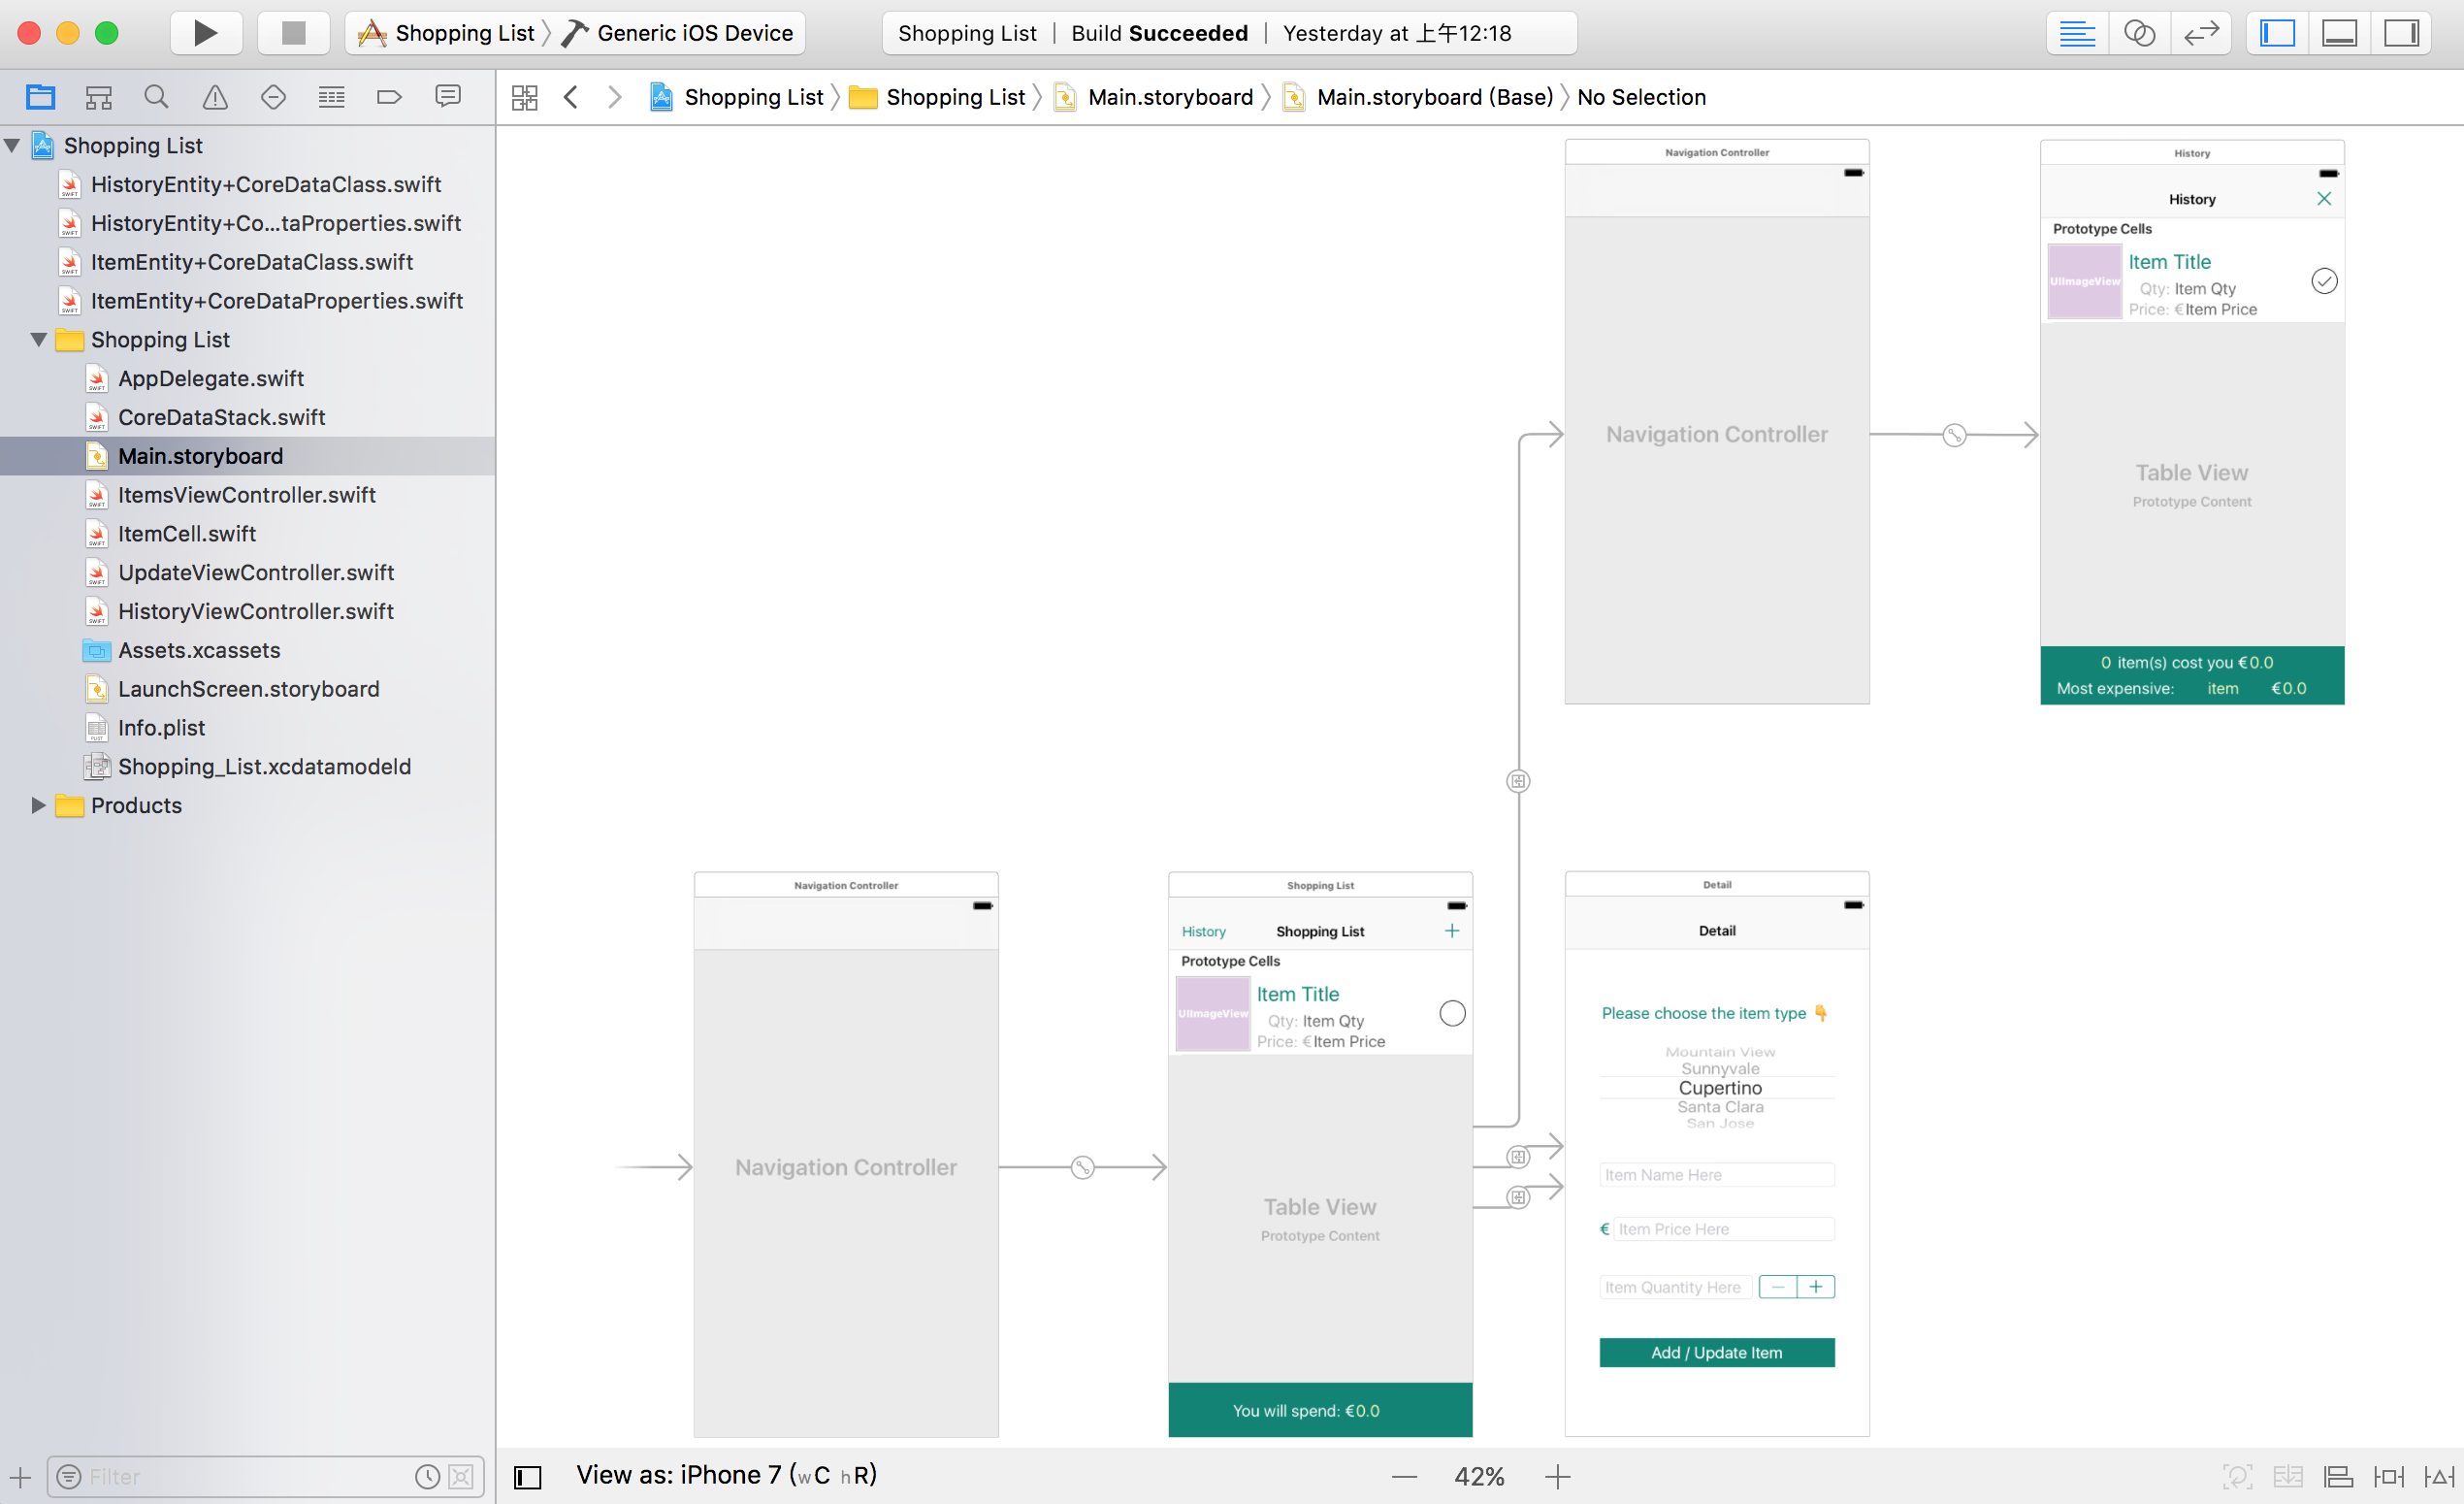 Shopping List Generic iOS Device Shopping List | Build Succeeded | Yesterday at 上午12:18
Shopping List Shopping List Main.storyboard Main.storyboard (Base) No Selection
Shopping List
HistoryEntity+CoreDataClass.swift
HistoryEntity+Co...taProperties.swift
ItemEntity+CoreDataClass.swift
ItemEntity+CoreDataProperties.swift
Shopping List
AppDelegate.swift
CoreDataStack.swift
Main.storyboard
ItemsViewController.swift
ItemCell.swift
UpdateViewController.swift
HistoryViewController.swift
Assets.xcassets
LaunchScreen.storyboard
Info.plist
Shopping_List.xcdatamodeld
Products
Filter
Navigation Controller
Navigation Controller
History
History
Prototype Cells
UIImageView
Item Title
Qty: Item Qty
Price: €Item Price
Table View
Prototype Content
0 item(s) cost you €0.0
Most expensive: item €0.0
Navigation Controller
Navigation Controller
Shopping List
History Shopping List +
Prototype Cells
UIImageView
Item Title
Qty: Item Qty
Price: €Item Price
Table View
Prototype Content
You will spend: €0.0
Detail
Detail
Please choose the item type 👇
Mountain View
Sunnyvale
Cupertino
Santa Clara
San Jose
Item Name Here
€ Item Price Here
Item Quantity Here − +
Add / Update Item
View as: iPhone 7 (wC hR) — 42% +